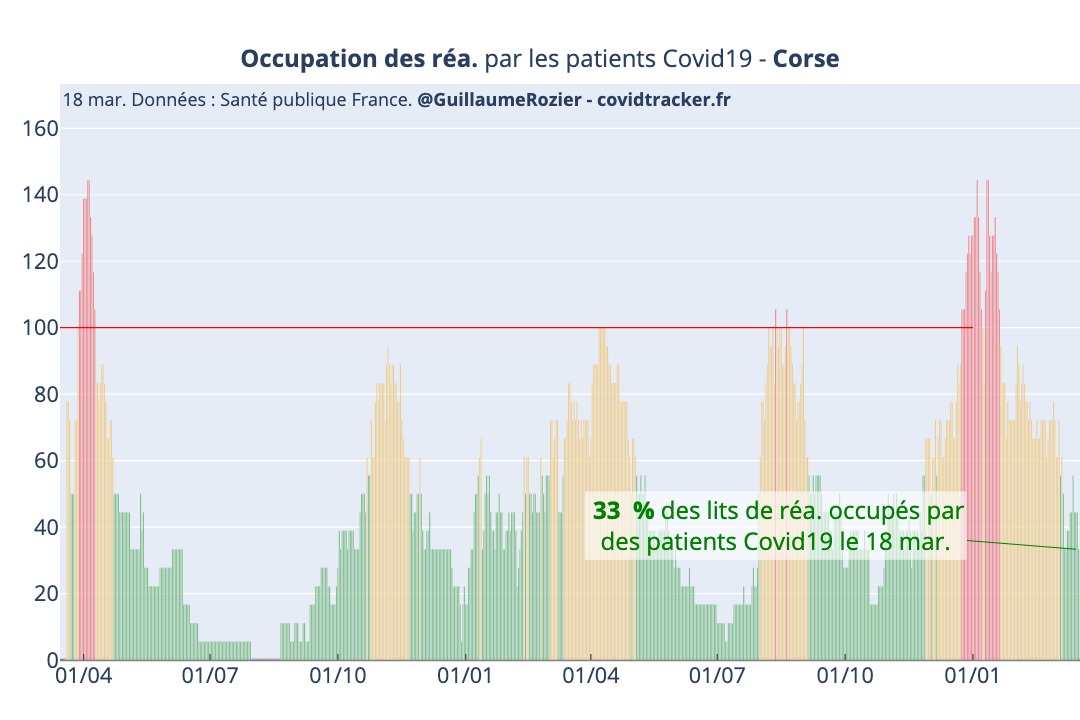 Occupation des réa. par les patients Covid19 - Corse
18 mar. Données : Santé publique France. @GuillaumeRozier - covidtracker.fr
160
140
120
100
80
60
40
20
0
33 % des lits de réa. occupés par
des patients Covid19 le 18 mar.
01/04 01/07 01/10 01/01 01/04 01/07 01/10 01/01